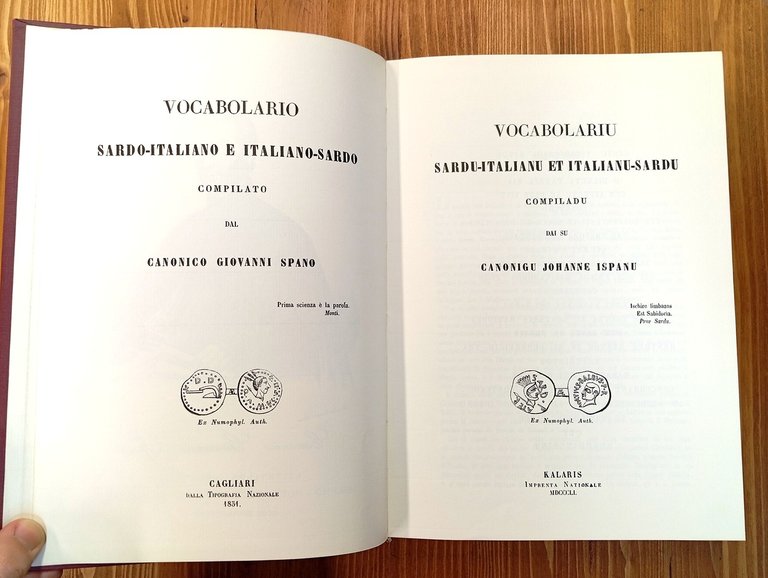 VOCABOLARIO
SARDO-ITALIANO E ITALIANO-SARDO
COMPILATO
DAL
CANONICO GIOVANNI SPANO
Prima scienza è la parola.
Monti.
D.D
Æ
Ex Numophyl. Auth.
CAGLIARI
DALLA TIPOGRAFIA NAZIONALE
1851.
VOCABOLARIU
SARDU-ITALIANU ET ITALIANU-SARDU
COMPILADU
DAI SU
CANONIGU JOHANNE ISPANU
Ischire limbazos
Est Sabidoria.
Prov Sardu.
Æ
Ex Numophyl. Auth.
KALARIS
IMPRENTA NATIONALE
MDCCCLI.